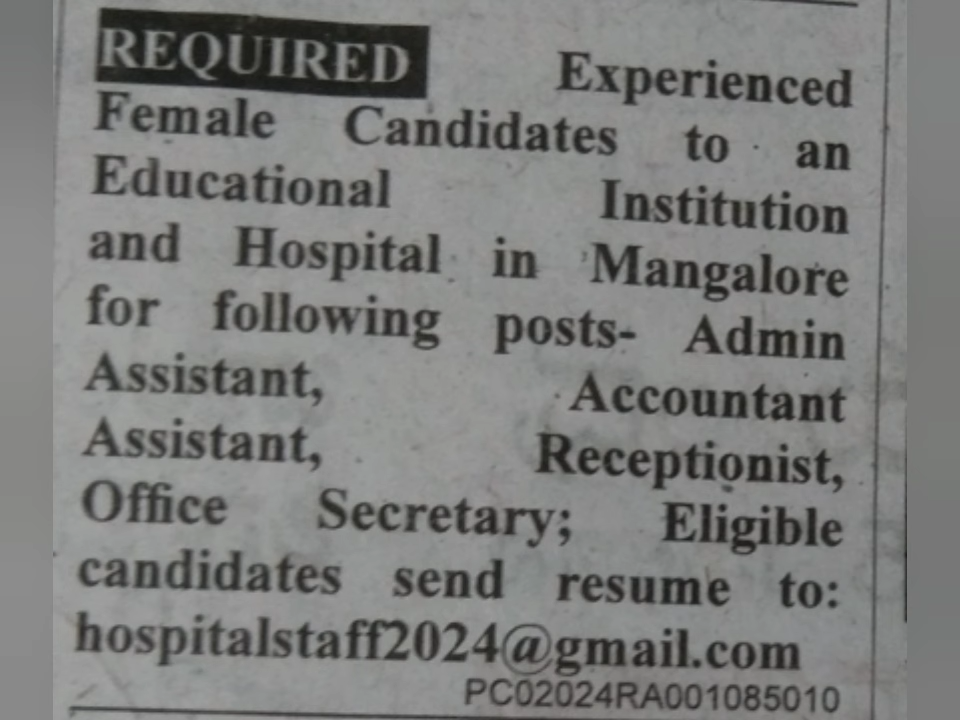 REQUIRED Experienced
Female Candidates to an
Educational Institution
and Hospital in Mangalore
for following posts- Admin
Assistant, Accountant
Assistant, Receptionist,
Office Secretary; Eligible
candidates send resume to:
hospitalstaff2024@gmail.com
PC02024RA001085010